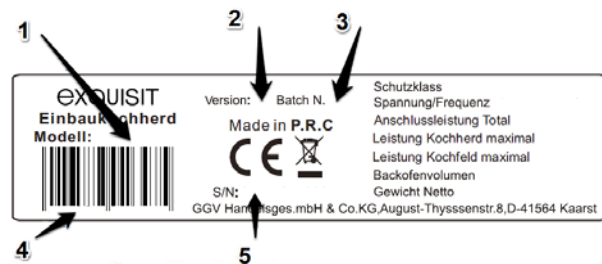 1
2
3
exquisit
Einbaukochherd
Modell:
Version:
Batch N.
Made in P.R.C
CE
S/N:
Schutzklass
Spannung/Frequenz
Anschlussleistung Total
Leistung Kochherd maximal
Leistung Kochfeld maximal
Backofenvolumen
Gewicht Netto
GGV Handelsges.mbH & Co.KG,August-Thysssenstr.8,D-41564 Kaarst
4
5